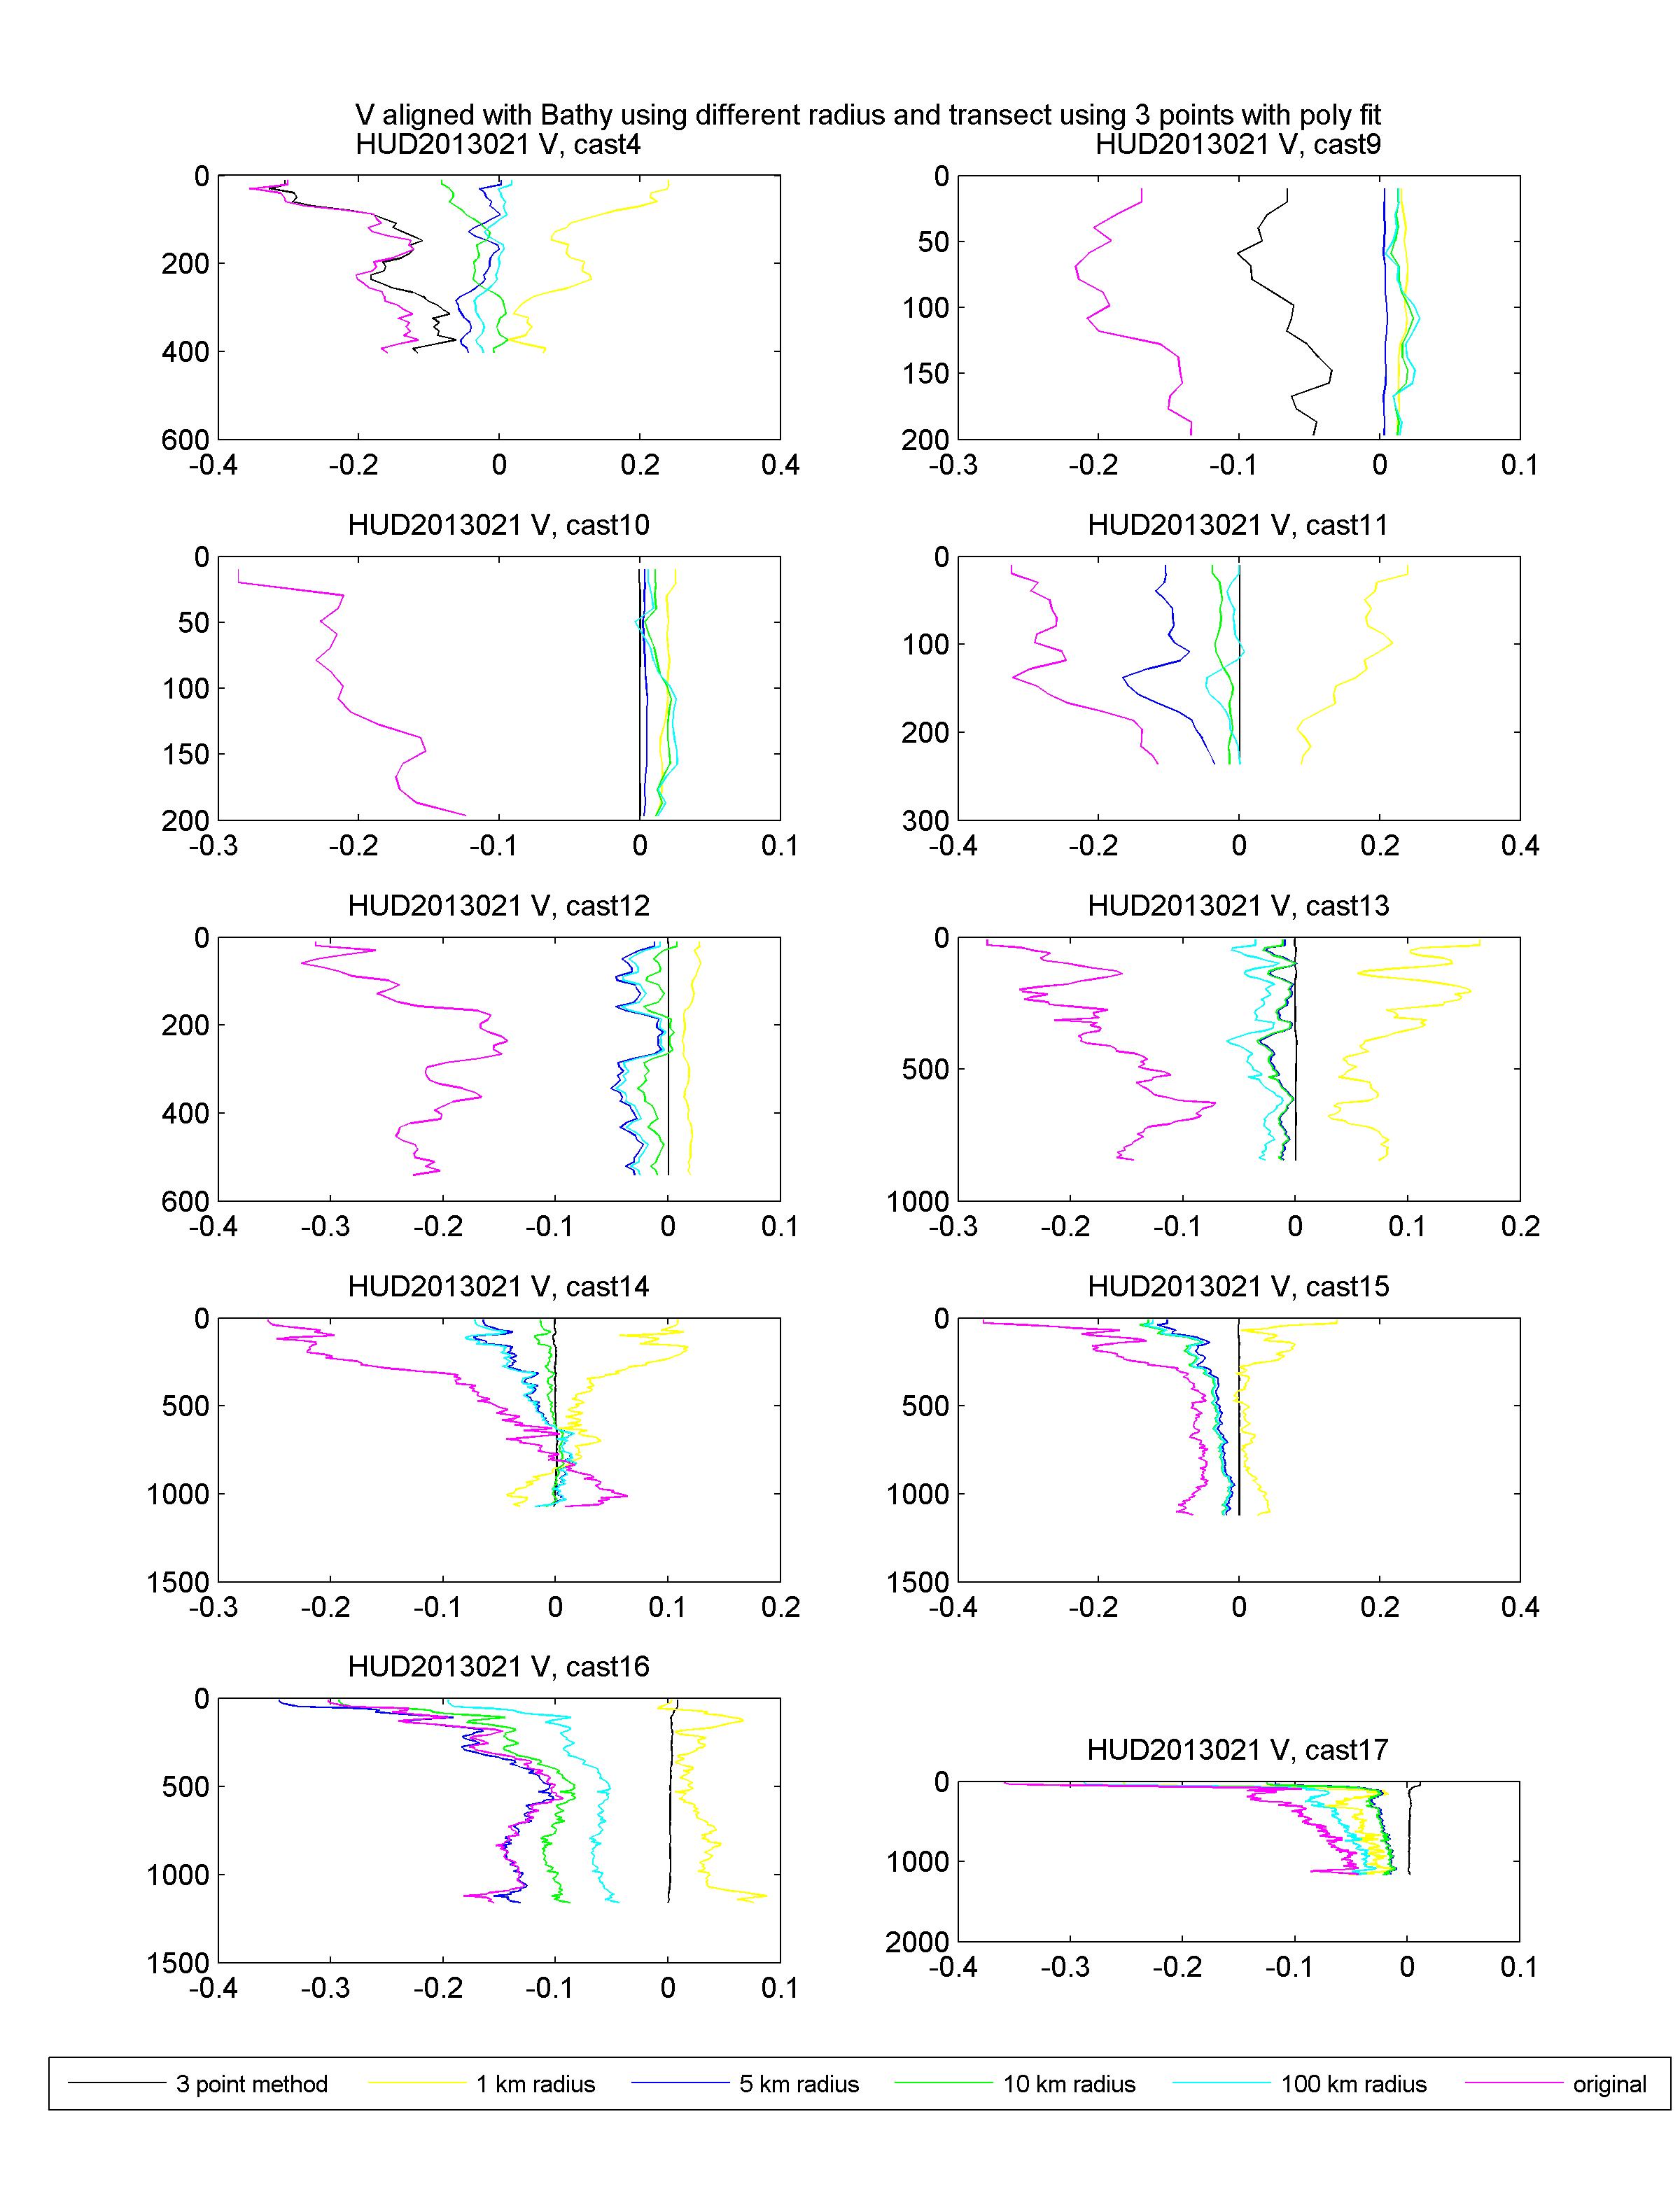 V aligned with Bathy using different radius and transect using 3 points with poly fit
HUD2013021 V, cast4
HUD2013021 V, cast9
0
200
400
600
-0.4 -0.2 0 0.2 0.4
0
50
100
150
200
-0.3 -0.2 -0.1 0 0.1
HUD2013021 V, cast10
HUD2013021 V, cast11
0
50
100
150
200
-0.3 -0.2 -0.1 0 0.1
0
100
200
300
-0.4 -0.2 0 0.2 0.4
HUD2013021 V, cast12
HUD2013021 V, cast13
0
200
400
600
-0.4 -0.3 -0.2 -0.1 0 0.1
0
500
1000
-0.3 -0.2 -0.1 0 0.1 0.2
HUD2013021 V, cast14
HUD2013021 V, cast15
0
500
1000
1500
-0.3 -0.2 -0.1 0 0.1 0.2
0
500
1000
1500
-0.4 -0.2 0 0.2 0.4
HUD2013021 V, cast16
HUD2013021 V, cast17
0
500
1000
1500
-0.4 -0.3 -0.2 -0.1 0 0.1
0
1000
2000
-0.4 -0.3 -0.2 -0.1 0 0.1
3 point method 1 km radius 5 km radius 10 km radius 100 km radius original